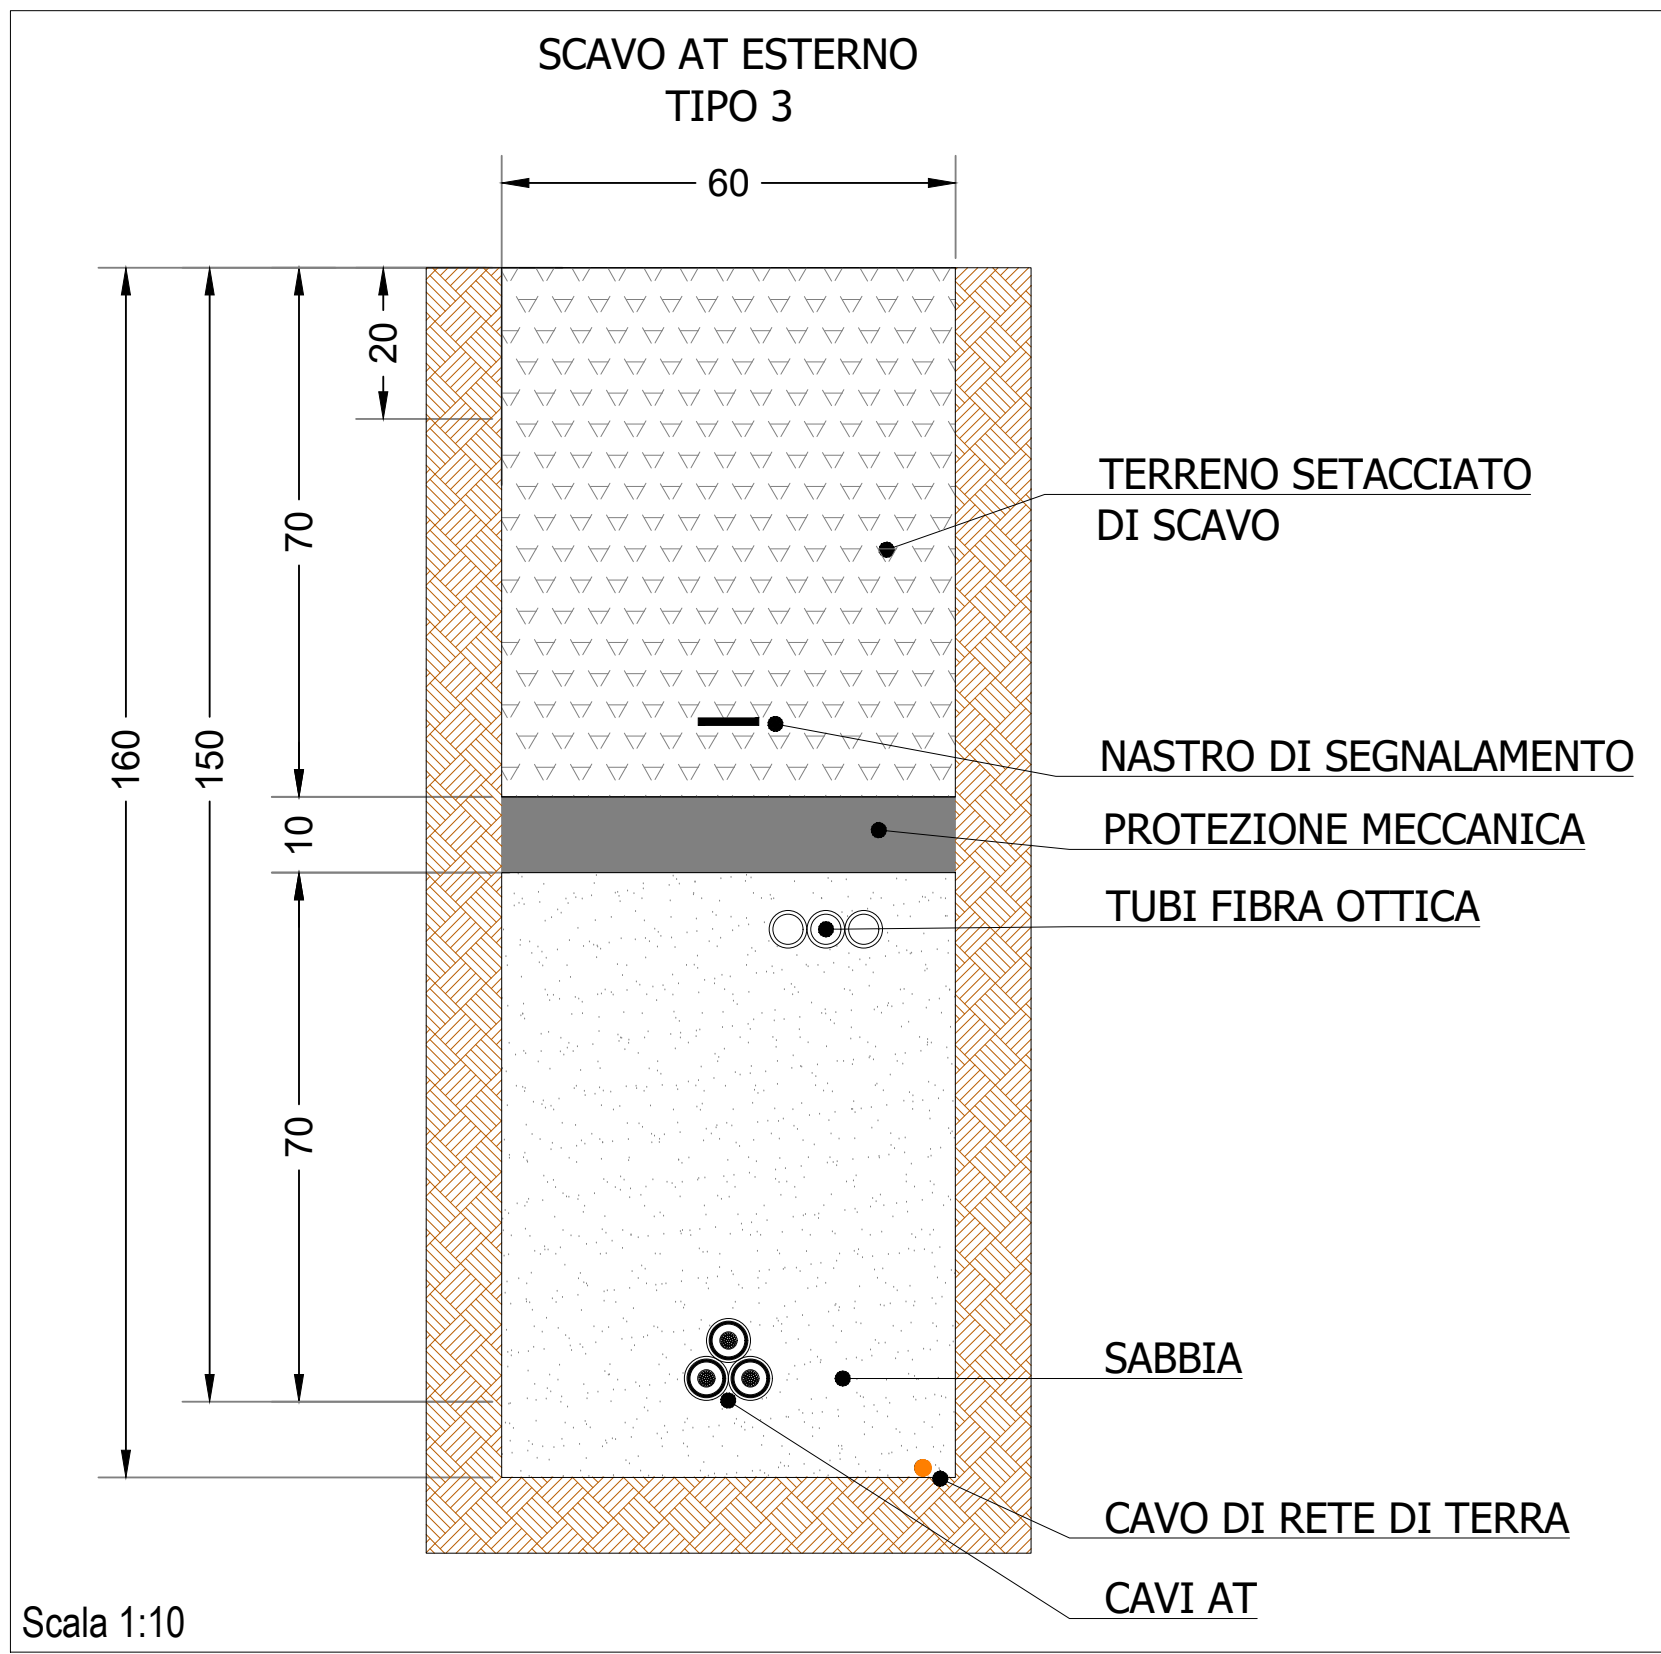 SCAVO AT ESTERNO
TIPO 3
60
20
70
160
150
10
70
TERRENO SETACCIATO
DI SCAVO
NASTRO DI SEGNALAMENTO
PROTEZIONE MECCANICA
TUBI FIBRA OTTICA
SABBIA
CAVO DI RETE DI TERRA
CAVI AT
Scala 1:10